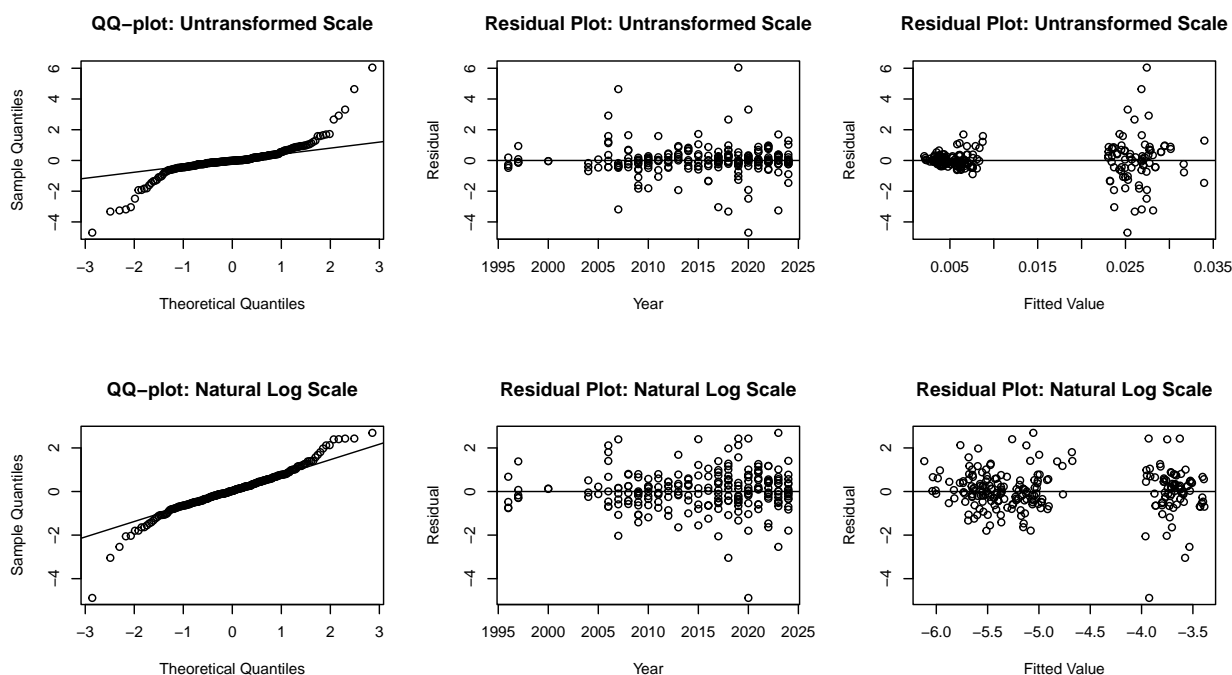 QQ−plot: Untransformed Scale
Sample Quantiles
6
4
2
0
−2
−4
−3 −2 −1 0 1 2 3
Theoretical Quantiles
Residual Plot: Untransformed Scale
Residual
6
4
2
0
−2
−4
1995 2000 2005 2010 2015 2020 2025
Year
Residual Plot: Untransformed Scale
Residual
6
4
2
0
−2
−4
0.005 0.015 0.025 0.035
Fitted Value
QQ−plot: Natural Log Scale
Sample Quantiles
2
0
−2
−4
−3 −2 −1 0 1 2 3
Theoretical Quantiles
Residual Plot: Natural Log Scale
Residual
2
0
−2
−4
1995 2000 2005 2010 2015 2020 2025
Year
Residual Plot: Natural Log Scale
Residual
2
0
−2
−4
−6.0 −5.5 −5.0 −4.5 −4.0 −3.5
Fitted Value